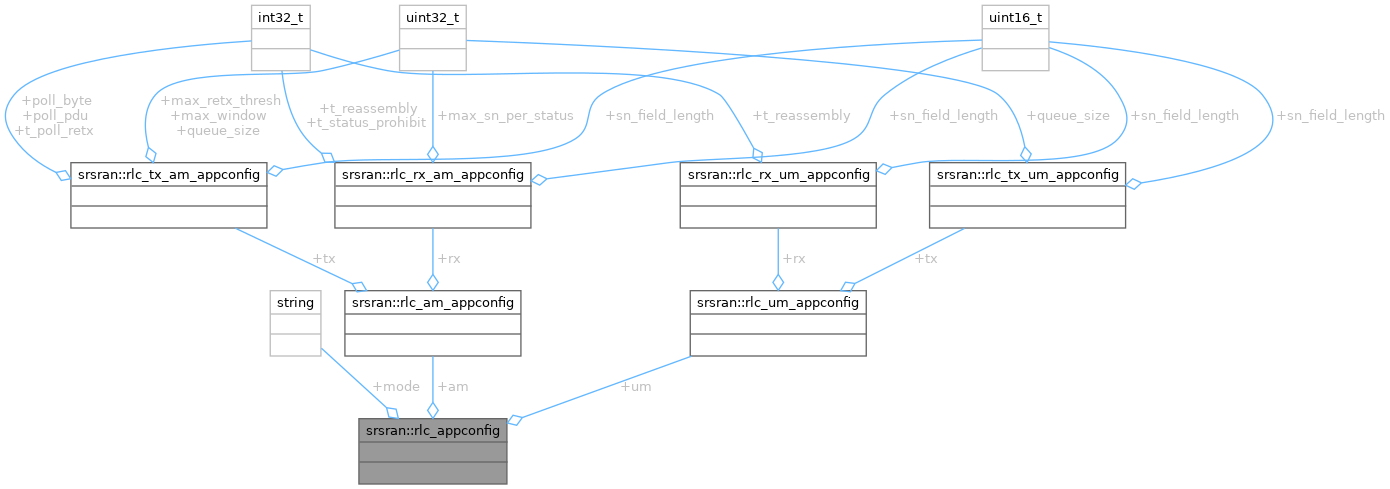 int32_t
uint32_t
uint16_t
+poll_byte
+poll_pdu
+t_poll_retx
+max_retx_thresh
+max_window
+queue_size
+t_reassembly
+t_status_prohibit
+max_sn_per_status
+sn_field_length
+t_reassembly
+sn_field_length
+queue_size
+sn_field_length
+sn_field_length
srsran::rlc_tx_am_appconfig
srsran::rlc_rx_am_appconfig
srsran::rlc_rx_um_appconfig
srsran::rlc_tx_um_appconfig
+tx
+rx
+rx
+tx
string
srsran::rlc_am_appconfig
srsran::rlc_um_appconfig
+mode
+am
+um
srsran::rlc_appconfig